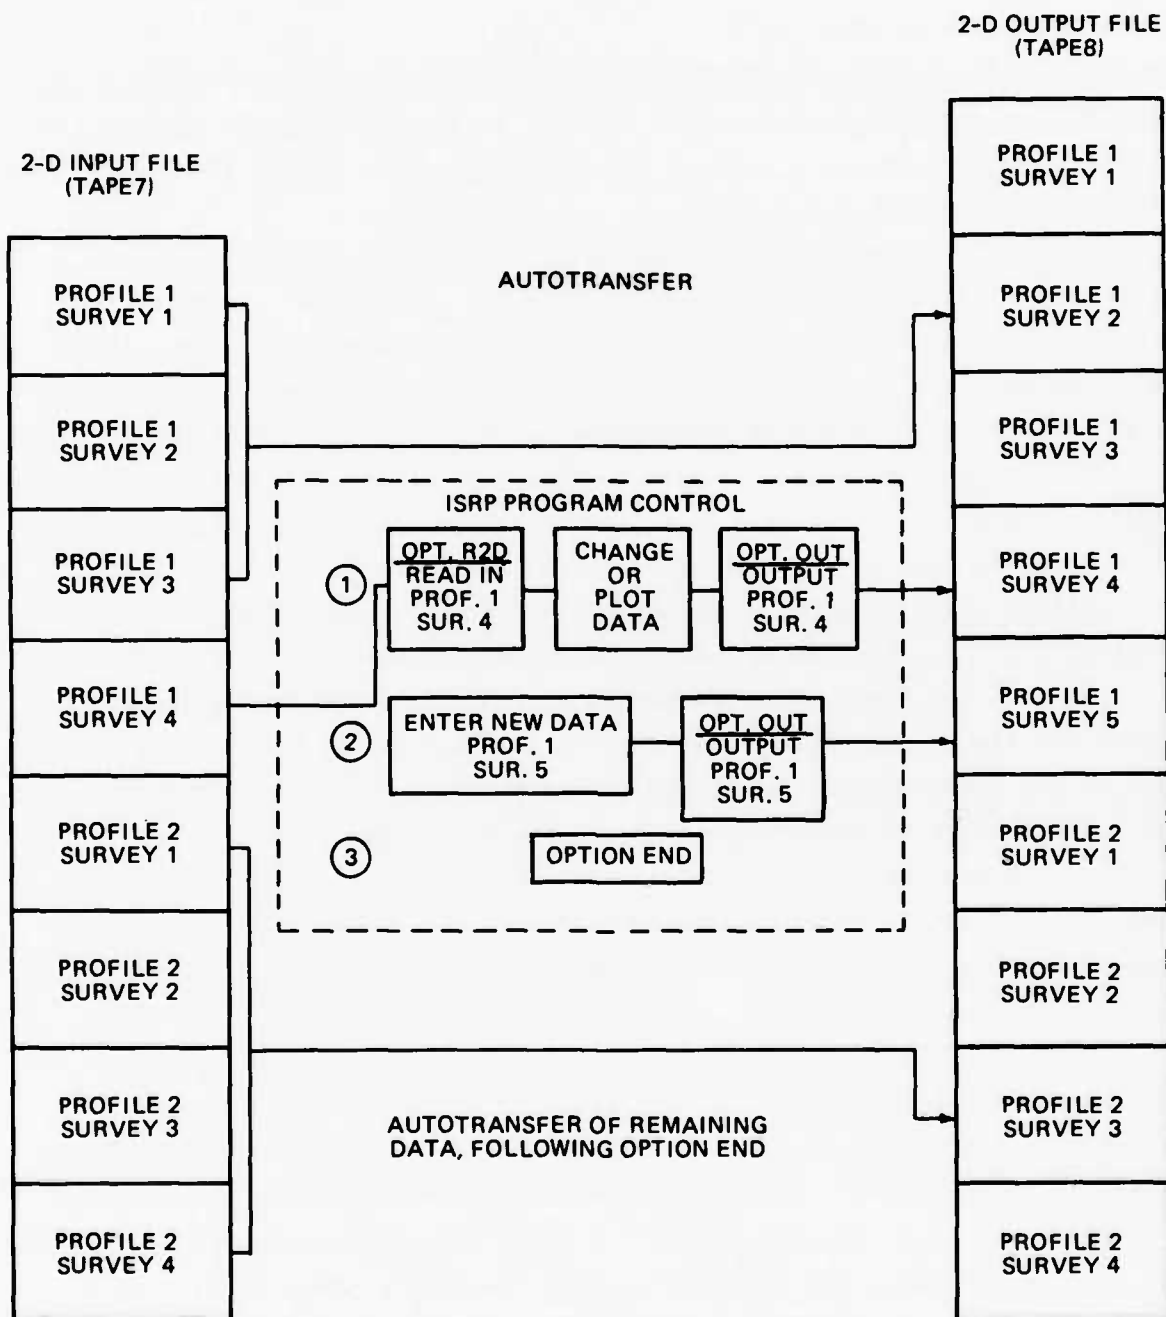 2-D OUTPUT FILE
(TAPE8)
2-D INPUT FILE
(TAPE7)
PROFILE 1
SURVEY 1
PROFILE 1
SURVEY 2
PROFILE 1
SURVEY 3
PROFILE 1
SURVEY 4
PROFILE 2
SURVEY 1
PROFILE 2
SURVEY 2
PROFILE 2
SURVEY 3
PROFILE 2
SURVEY 4
AUTOTRANSFER
ISRP PROGRAM CONTROL
1
OPT. R2D
READ IN
PROF. 1
SUR. 4
CHANGE
OR
PLOT
DATA
OPT. OUT
OUTPUT
PROF. 1
SUR. 4
2
ENTER NEW DATA
PROF. 1
SUR. 5
OPT. OUT
OUTPUT
PROF. 1
SUR. 5
3
OPTION END
AUTOTRANSFER OF REMAINING
DATA, FOLLOWING OPTION END
PROFILE 1
SURVEY 1
PROFILE 1
SURVEY 2
PROFILE 1
SURVEY 3
PROFILE 1
SURVEY 4
PROFILE 1
SURVEY 5
PROFILE 2
SURVEY 1
PROFILE 2
SURVEY 2
PROFILE 2
SURVEY 3
PROFILE 2
SURVEY 4